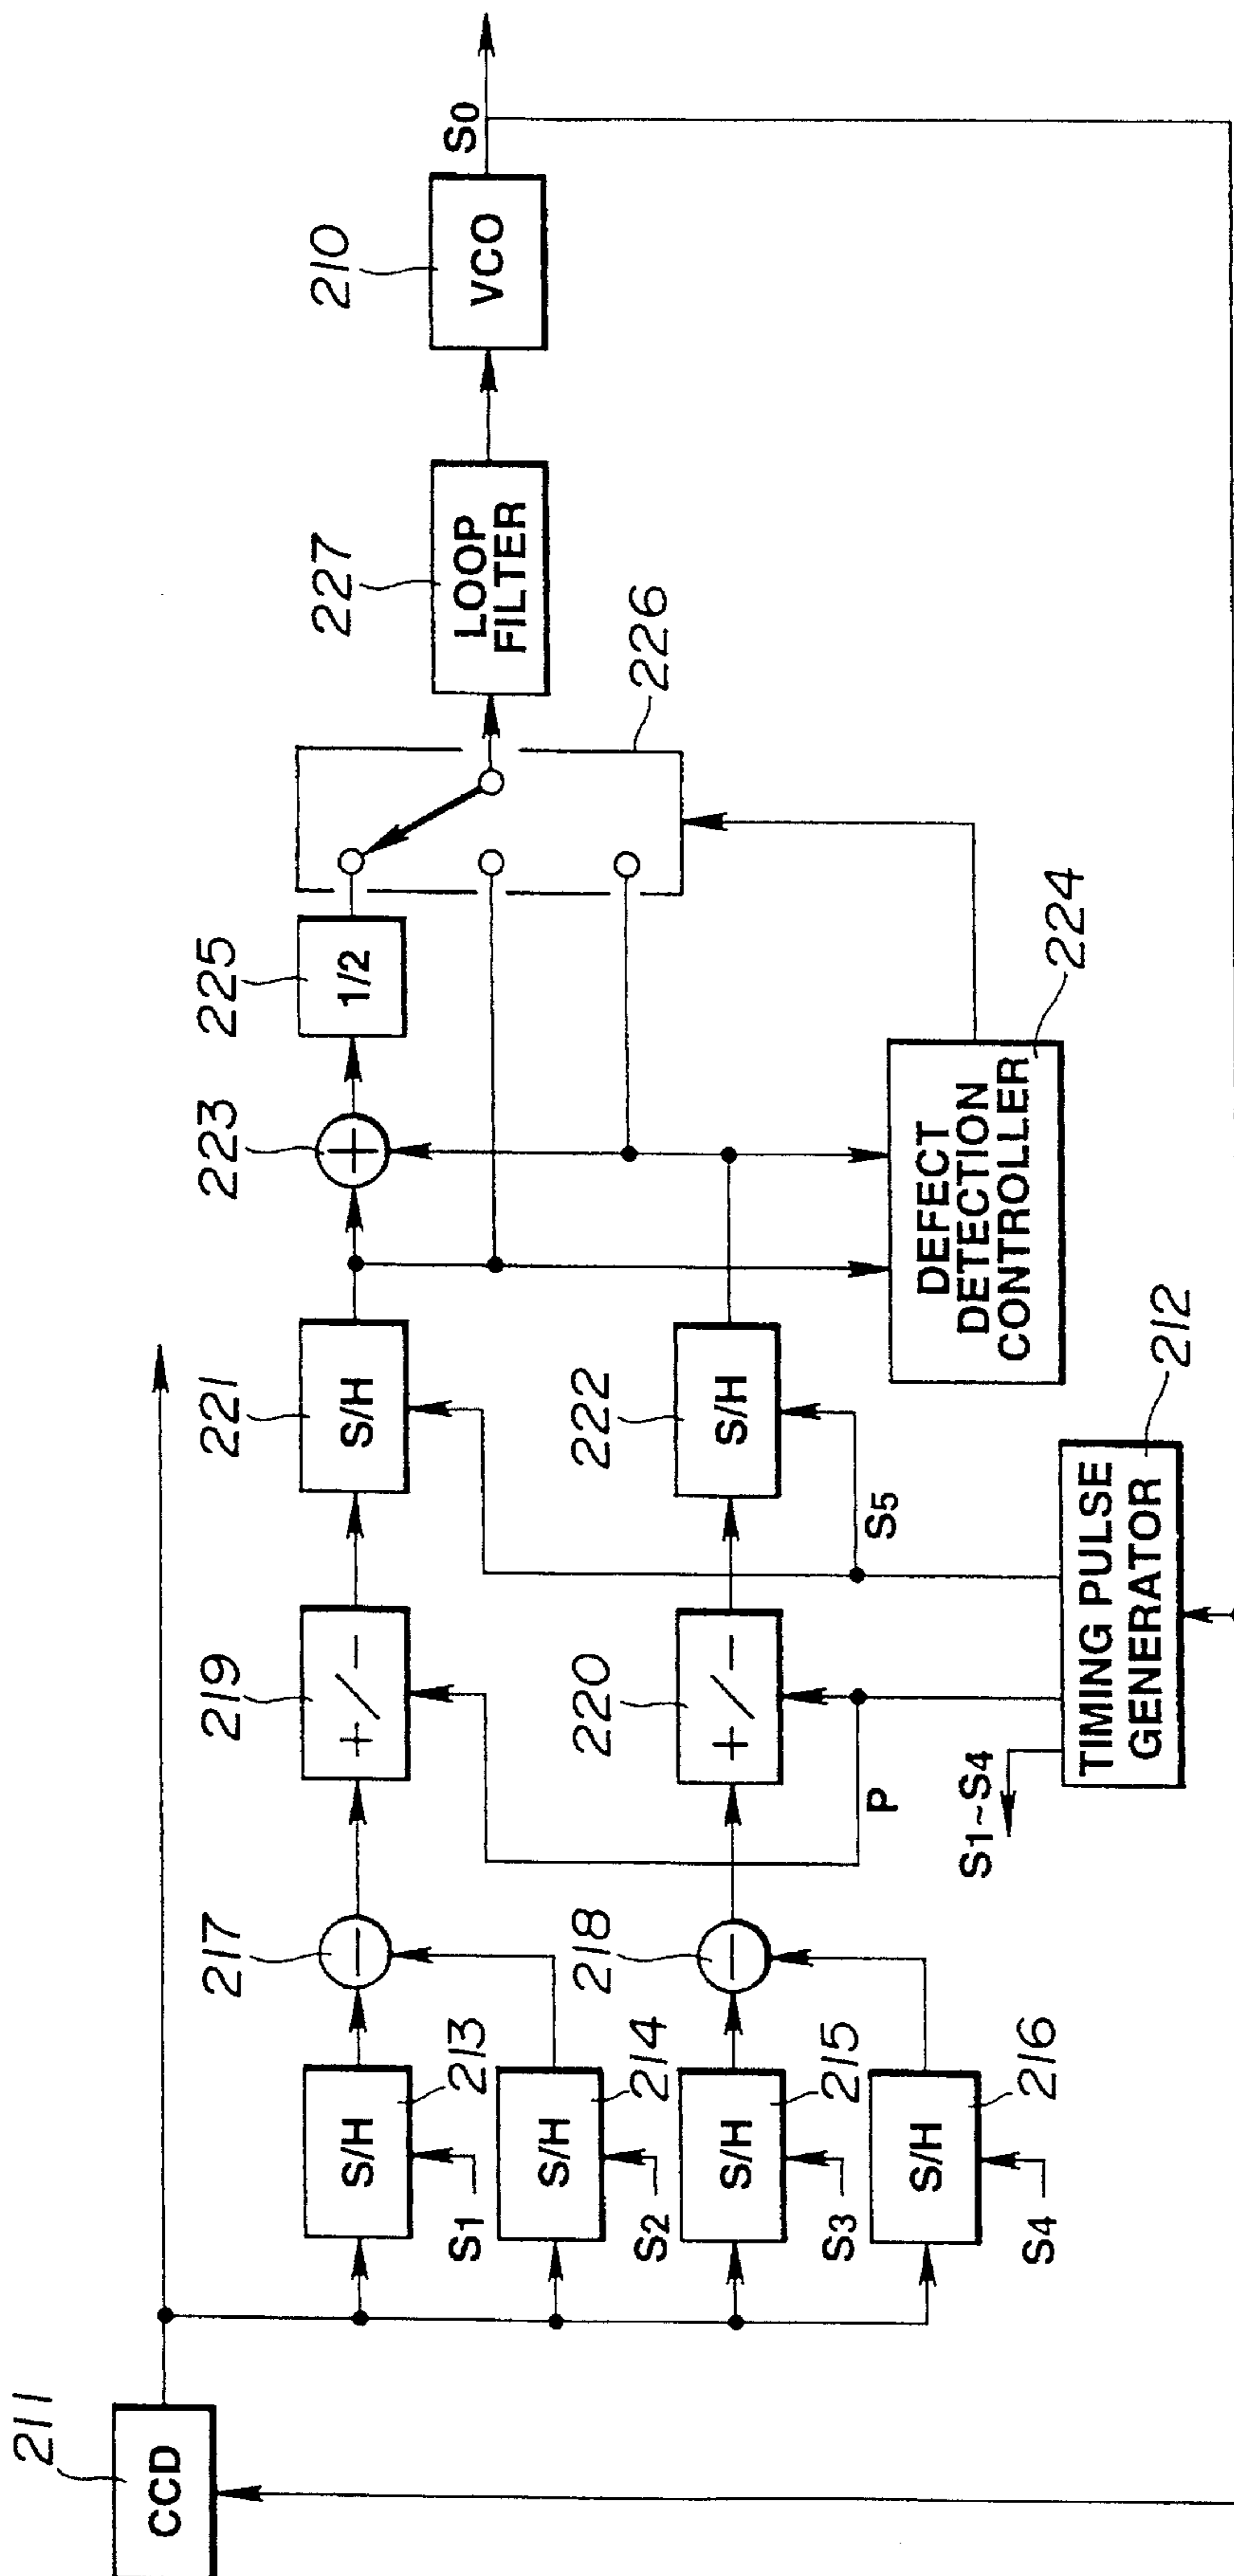 211
CCD
213
S/H
S1
214
S/H
S2
215
S/H
S3
216
S/H
S4
217
−
218
−
219
+/−
220
+/−
P
221
S/H
222
S/H
S5
S1~S4
212
TIMING PULSE
GENERATOR
223
+
225
1/2
224
DEFECT
DETECTION
CONTROLLER
226
227
LOOP
FILTER
210
VCO
S0